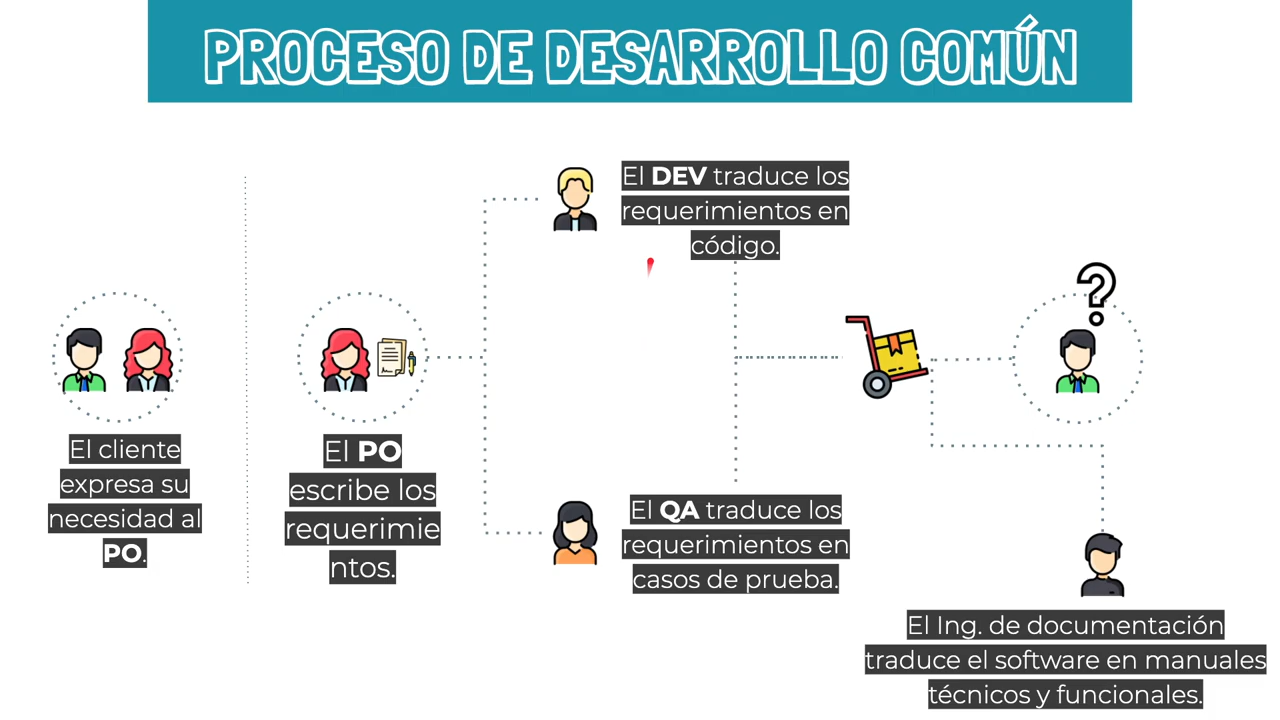 PROCESO DE DESARROLLO COMÚN
El cliente
expresa su
necesidad al
PO.
El PO
escribe los
requerimie
ntos.
El DEV traduce los
requerimientos en
código.
El QA traduce los
requerimientos en
casos de prueba.
?
El Ing. de documentación
traduce el software en manuales
técnicos y funcionales.